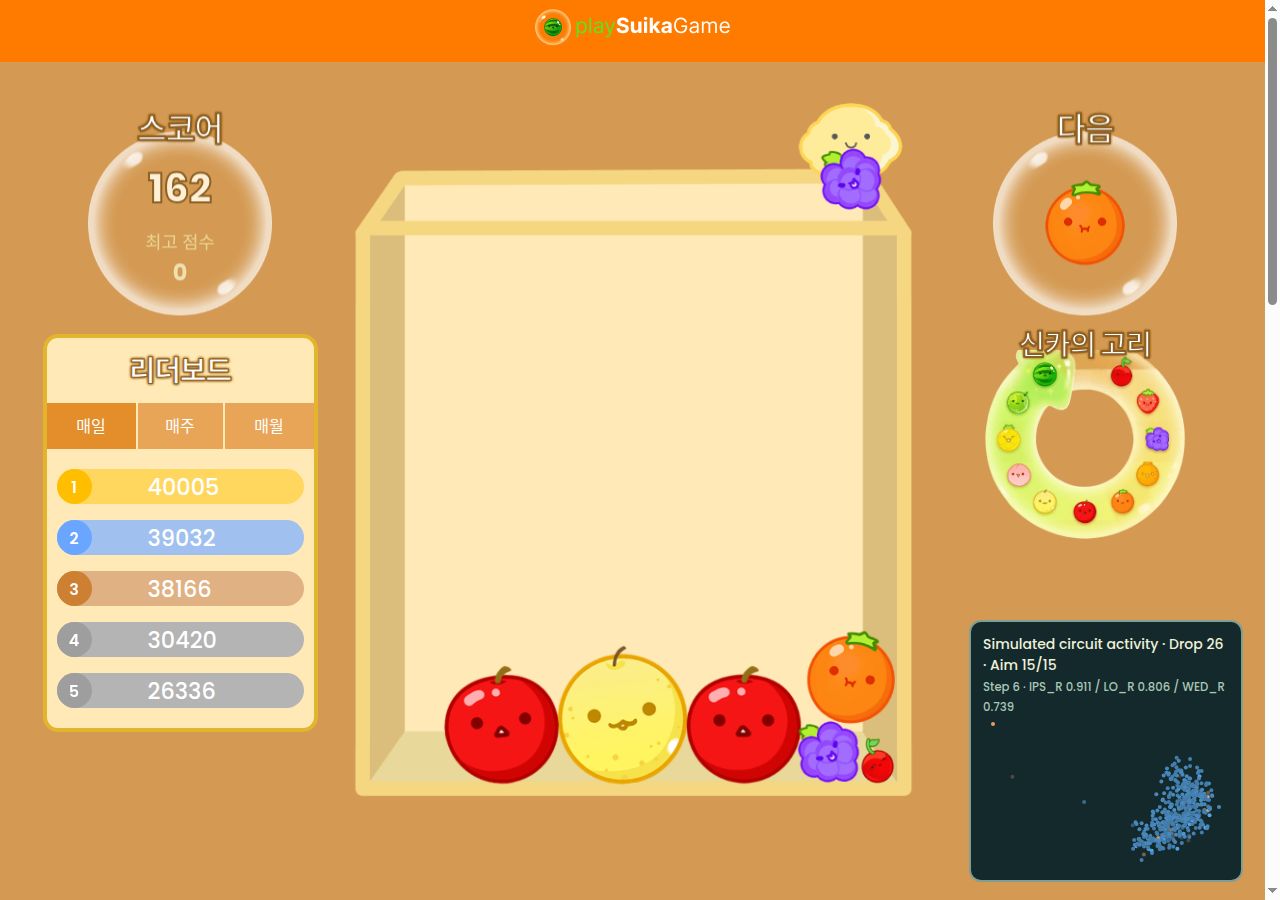 playSuikaGame
스코어
162
최고 점수
0
다음
신카의 고리
리더보드
매일 매주 매월
1 40005
2 39032
3 38166
4 30420
5 26336
Simulated circuit activity · Drop 26
· Aim 15/15
Step 6 · IPS_R 0.911 / LO_R 0.806 / WED_R
0.739